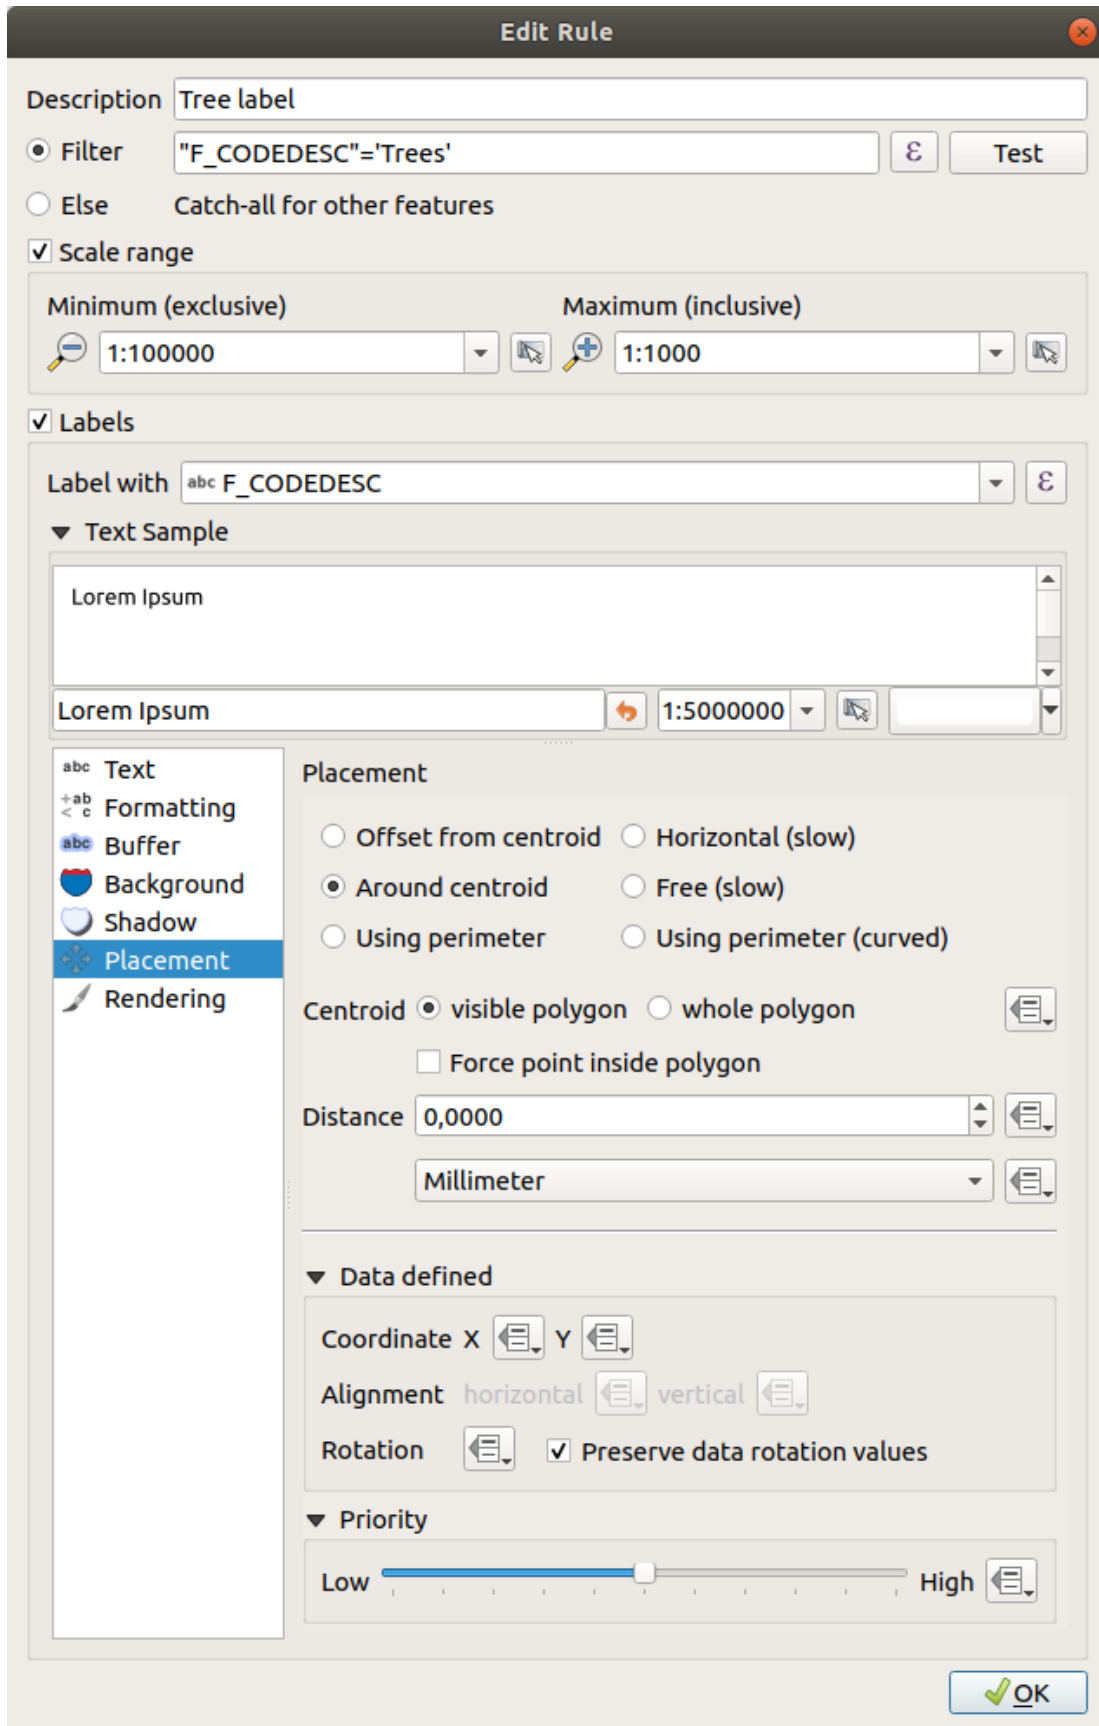 Edit Rule
Description Tree label
Filter "F_CODEDESC"='Trees' ε Test
Else Catch-all for other features
Scale range
Minimum (exclusive) Maximum (inclusive)
1:100000 1:1000
Labels
Label with abc F_CODEDESC ε
Text Sample
Lorem Ipsum
Lorem Ipsum 1:5000000
abc Text
+ab
< c Formatting
abc Buffer
Background
Shadow
Placement
Rendering
Placement
Offset from centroid Horizontal (slow)
Around centroid Free (slow)
Using perimeter Using perimeter (curved)
Centroid visible polygon whole polygon
Force point inside polygon
Distance 0,0000
Millimeter
Data defined
Coordinate X Y
Alignment horizontal vertical
Rotation Preserve data rotation values
Priority
Low High
OK